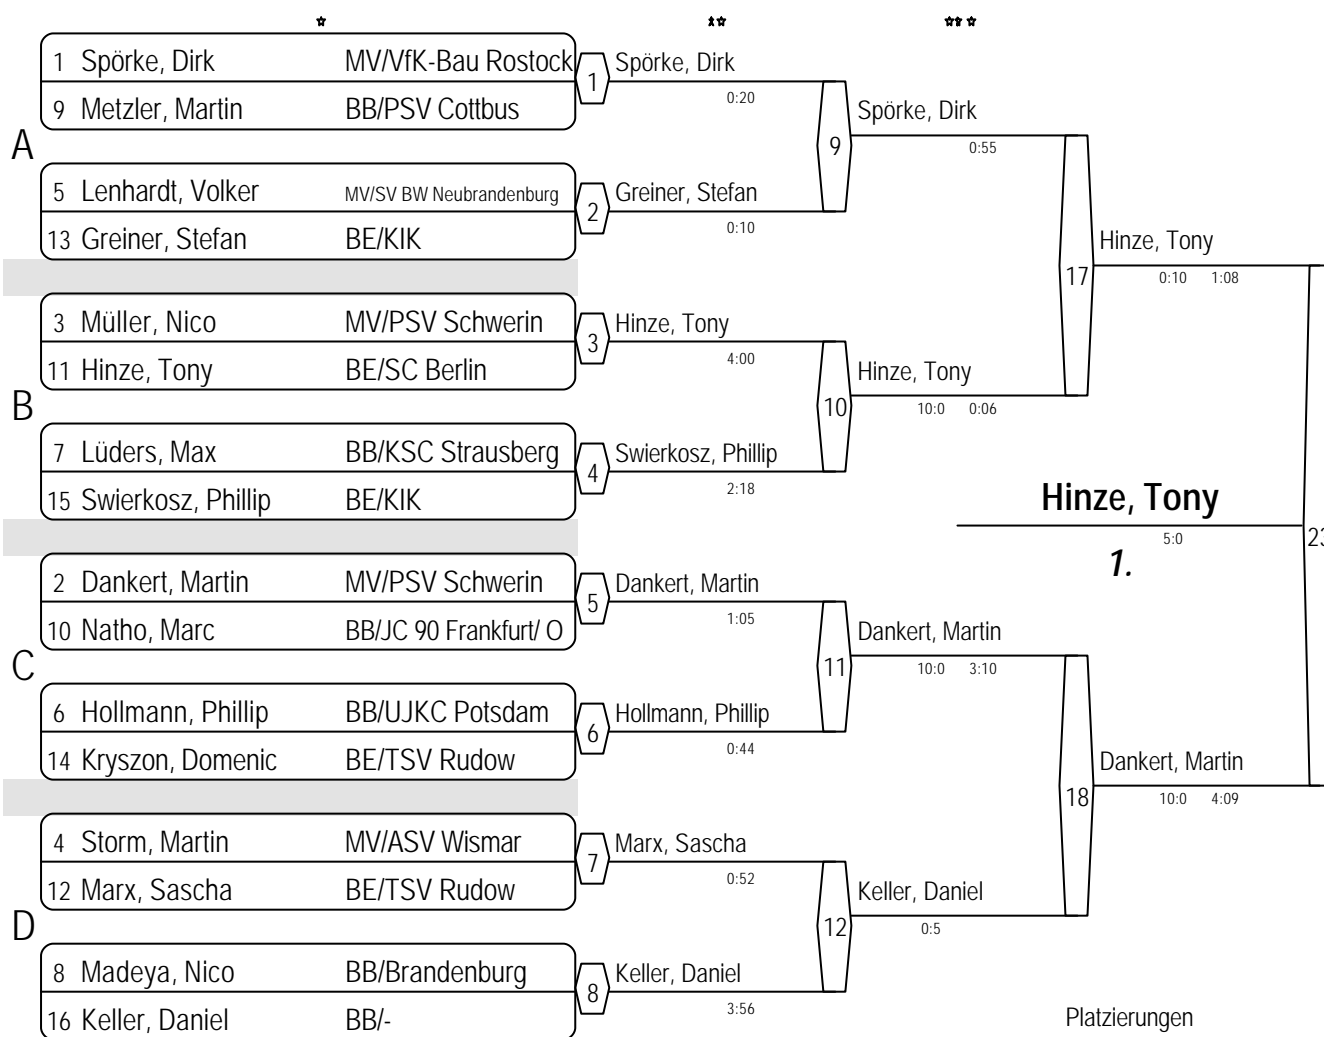 1 Spörke, Dirk MV/VfK-Bau Rostock
9 Metzler, Martin BB/PSV Cottbus
A
5 Lenhardt, Volker MV/SV BW Neubrandenburg
13 Greiner, Stefan BE/KIK
3 Müller, Nico MV/PSV Schwerin
11 Hinze, Tony BE/SC Berlin
B
7 Lüders, Max BB/KSC Strausberg
15 Swierkosz, Phillip BE/KIK
2 Dankert, Martin MV/PSV Schwerin
10 Natho, Marc BB/JC 90 Frankfurt/ O
C
6 Hollmann, Phillip BB/UJKC Potsdam
14 Kryszon, Domenic BE/TSV Rudow
4 Storm, Martin MV/ASV Wismar
12 Marx, Sascha BE/TSV Rudow
D
8 Madeya, Nico BB/Brandenburg
16 Keller, Daniel BB/-
1 Spörke, Dirk
0:20
2 Greiner, Stefan
0:10
3 Hinze, Tony
4:00
4 Swierkosz, Phillip
2:18
5 Dankert, Martin
1:05
6 Hollmann, Phillip
0:44
7 Marx, Sascha
0:52
8 Keller, Daniel
3:56
9 Spörke, Dirk
0:55
10 Hinze, Tony
10:0 0:06
11 Dankert, Martin
10:0 3:10
12 Keller, Daniel
0:5
17 Hinze, Tony
0:10 1:08
18 Dankert, Martin
10:0 4:09
Hinze, Tony
5:0
23
1.
Platzierungen